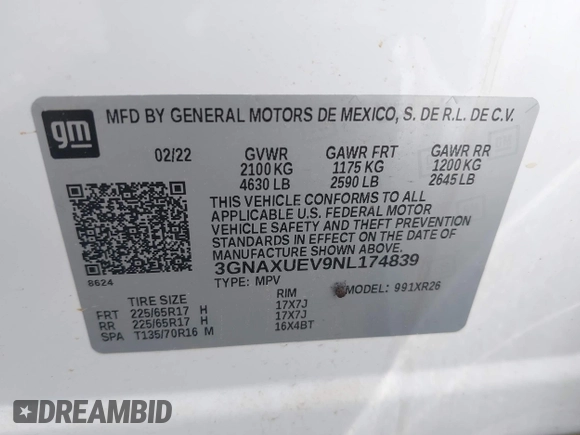 gm
MFD BY GENERAL MOTORS DE MEXICO, S. DE R.L. DE C.V.
02/22 GVWR GAWR FRT GAWR RR
2100 KG 1175 KG 1200 KG
4630 LB 2590 LB 2645 LB
THIS VEHICLE CONFORMS TO ALL
APPLICABLE U.S. FEDERAL MOTOR
VEHICLE SAFETY AND THEFT PREVENTION
STANDARDS IN EFFECT ON THE DATE OF
MANUFACTURE SHOWN ABOVE.
3GNAXUEV9NL174839
8624
TYPE: MPV MODEL: 991XR26
TIRE SIZE RIM
FRT 225/65R17 H 17X7J
RR 225/65R17 H 17X7J
SPA T135/70R16 M 16X4BT
DREAMBID